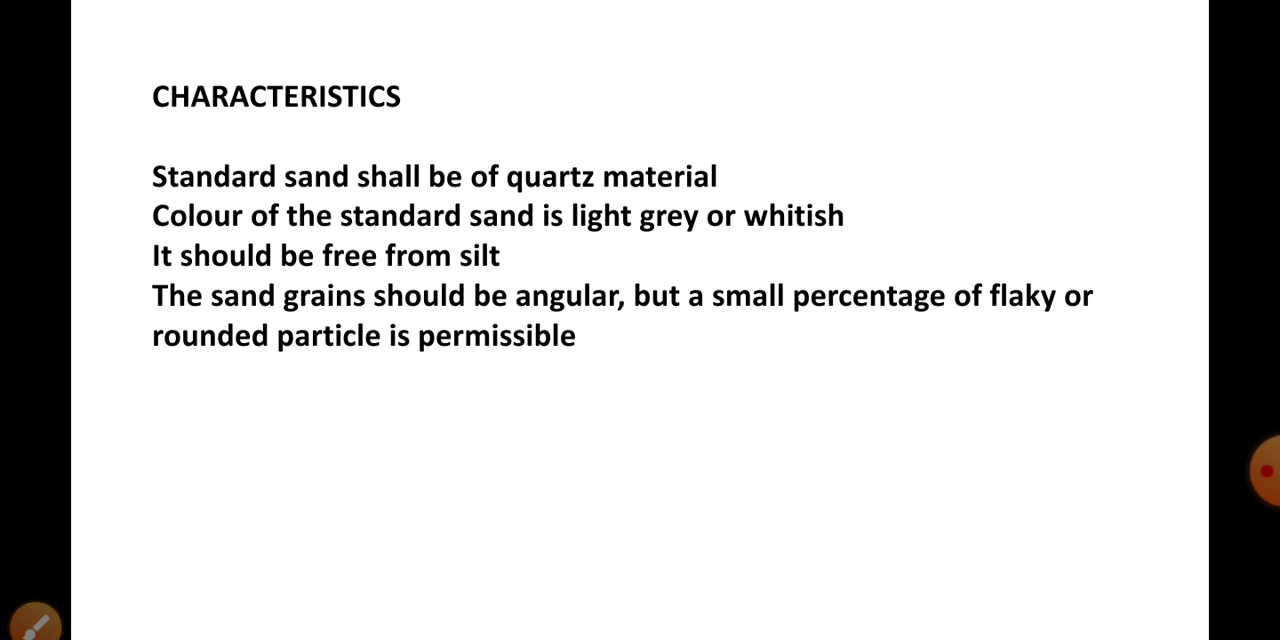 CHARACTERISTICS
Standard sand shall be of quartz material
Colour of the standard sand is light grey or whitish
It should be free from silt
The sand grains should be angular, but a small percentage of flaky or
rounded particle is permissible